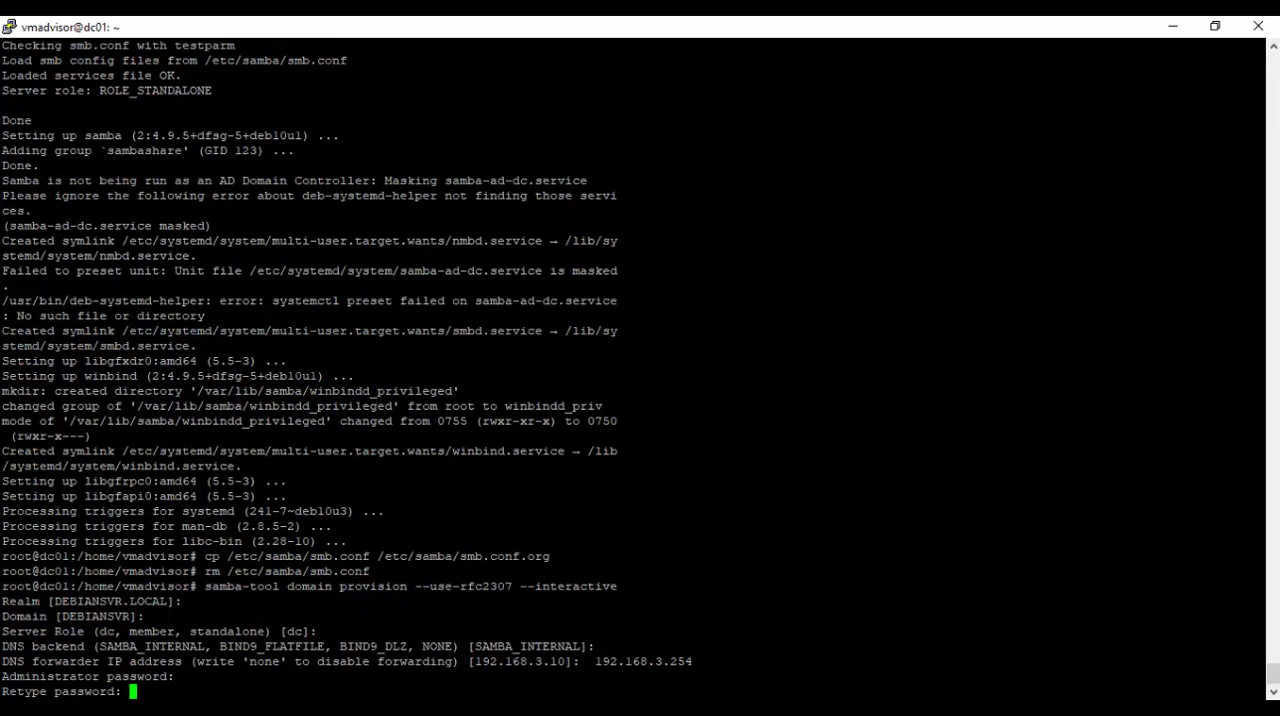 vmadvisor@dc01: ~
Checking smb.conf with testparm
Load smb config files from /etc/samba/smb.conf
Loaded services file OK.
Server role: ROLE_STANDALONE
Done
Setting up samba (2:4.9.5+dfsg-5+deb10u1) ...
Adding group `sambashare' (GID 123) ...
Done.
Samba is not being run as an AD Domain Controller: Masking samba-ad-dc.service
Please ignore the following error about deb-systemd-helper not finding those servi
ces.
(samba-ad-dc.service masked)
Created symlink /etc/systemd/system/multi-user.target.wants/nmbd.service → /lib/sy
stemd/system/nmbd.service.
Failed to preset unit: Unit file /etc/systemd/system/samba-ad-dc.service is masked
.
/usr/bin/deb-systemd-helper: error: systemctl preset failed on samba-ad-dc.service
: No such file or directory
Created symlink /etc/systemd/system/multi-user.target.wants/smbd.service → /lib/sy
stemd/system/smbd.service.
Setting up libgfxdr0:amd64 (5.5-3) ...
Setting up winbind (2:4.9.5+dfsg-5+deb10u1) ...
mkdir: created directory '/var/lib/samba/winbindd_privileged'
changed group of '/var/lib/samba/winbindd_privileged' from root to winbindd_priv
mode of '/var/lib/samba/winbindd_privileged' changed from 0755 (rwxr-xr-x) to 0750
(rwxr-x---)
Created symlink /etc/systemd/system/multi-user.target.wants/winbind.service → /lib
/systemd/system/winbind.service.
Setting up libgfrpc0:amd64 (5.5-3) ...
Setting up libgfapi0:amd64 (5.5-3) ...
Processing triggers for systemd (241-7~deb10u3) ...
Processing triggers for man-db (2.8.5-2) ...
Processing triggers for libc-bin (2.28-10) ...
root@dc01:/home/vmadvisor# cp /etc/samba/smb.conf /etc/samba/smb.conf.org
root@dc01:/home/vmadvisor# rm /etc/samba/smb.conf
root@dc01:/home/vmadvisor# samba-tool domain provision --use-rfc2307 --interactive
Realm [DEBIANSVR.LOCAL]:
Domain [DEBIANSVR]:
Server Role (dc, member, standalone) [dc]:
DNS backend (SAMBA_INTERNAL, BIND9_FLATFILE, BIND9_DLZ, NONE) [SAMBA_INTERNAL]:
DNS forwarder IP address (write 'none' to disable forwarding) [192.168.3.10]: 192.168.3.254
Administrator password:
Retype password: